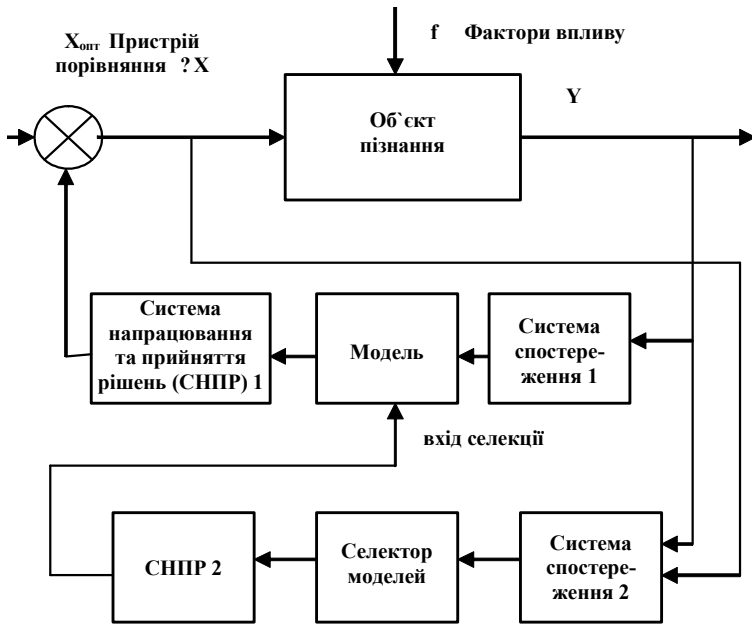 f Фактори впливу
Xопт Пристрій
порівняння ?X
Y
Об`єкт
пізнання
Система
напрацювання
та прийняття
рішень (СНПР) 1
Модель
Система
спостере-
ження 1
вхід селекції
СНПР 2
Селектор
моделей
Система
спостере-
ження 2